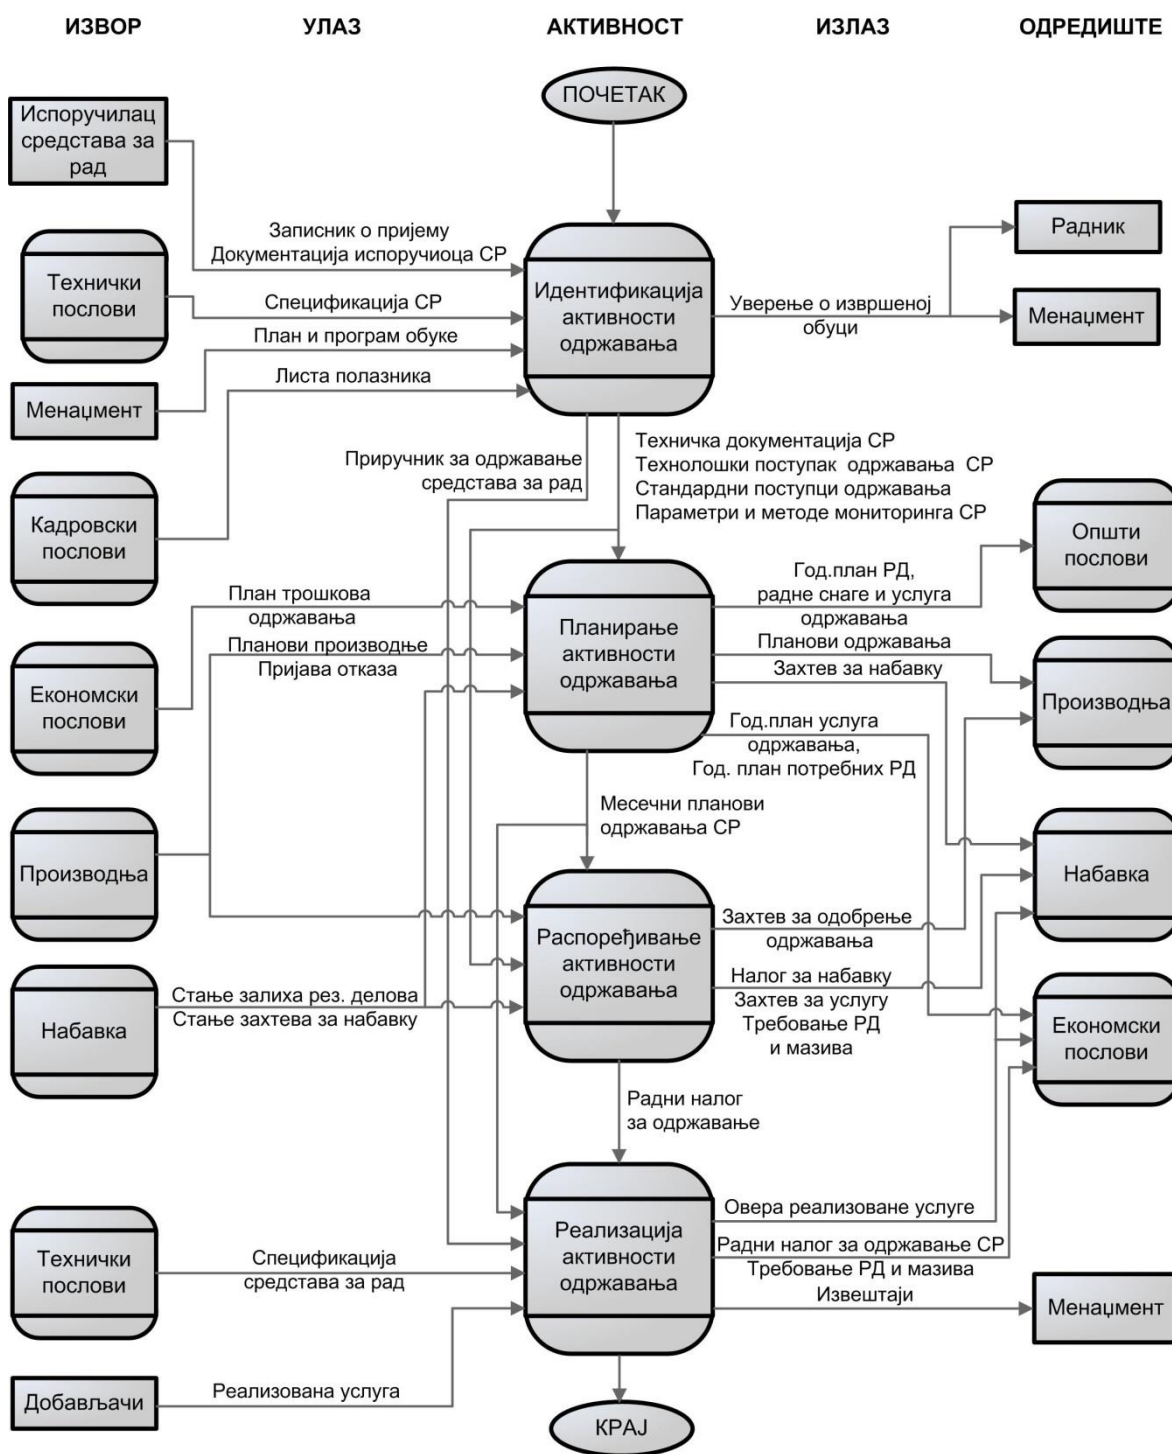 ИЗВОР
УЛАЗ
АКТИВНОСТ
ИЗЛАЗ
ОДРЕДИШТЕ
ПОЧЕТАК
Испоручилац
средстава за
рад
Записник о пријему
Документација испоручиоца СР
Технички
послови
Спецификација СР
План и програм обуке
Менаџмент
Листа полазника
Идентификација
активности
одржавања
Уверење о извршеној
обуци
Радник
Менаџмент
Приручник за одржавање
средстава за рад
Техничка документација СР
Технолошки поступак одржавања СР
Стандардни поступци одржавања
Параметри и методе мониторинга СР
Кадровски
послови
Општи
послови
План трошкова
одржавања
Планови производње
Пријава отказа
Економски
послови
Планирање
активности
одржавања
Год.план РД,
радне снаге и услуга
одржавања
Планови одржавања
Захтев за набавку
Год.план услуга
одржавања,
Год. план потребних РД
Производња
Месечни планови
одржавања СР
Производња
Набавка
Распоређивање
активности
одржавања
Захтев за одобрење
одржавања
Налог за набавку
Захтев за услугу
Требовање РД
и мазива
Набавка
Стање залиха рез. делова
Стање захтева за набавку
Економски
послови
Радни налог
за одржавање
Технички
послови
Спецификација
средстава за рад
Реализација
активности
одржавања
Овера реализоване услуге
Радни налог за одржавање СР
Требовање РД и мазива
Извештаји
Менаџмент
Добављачи
Реализована услуга
КРАЈ